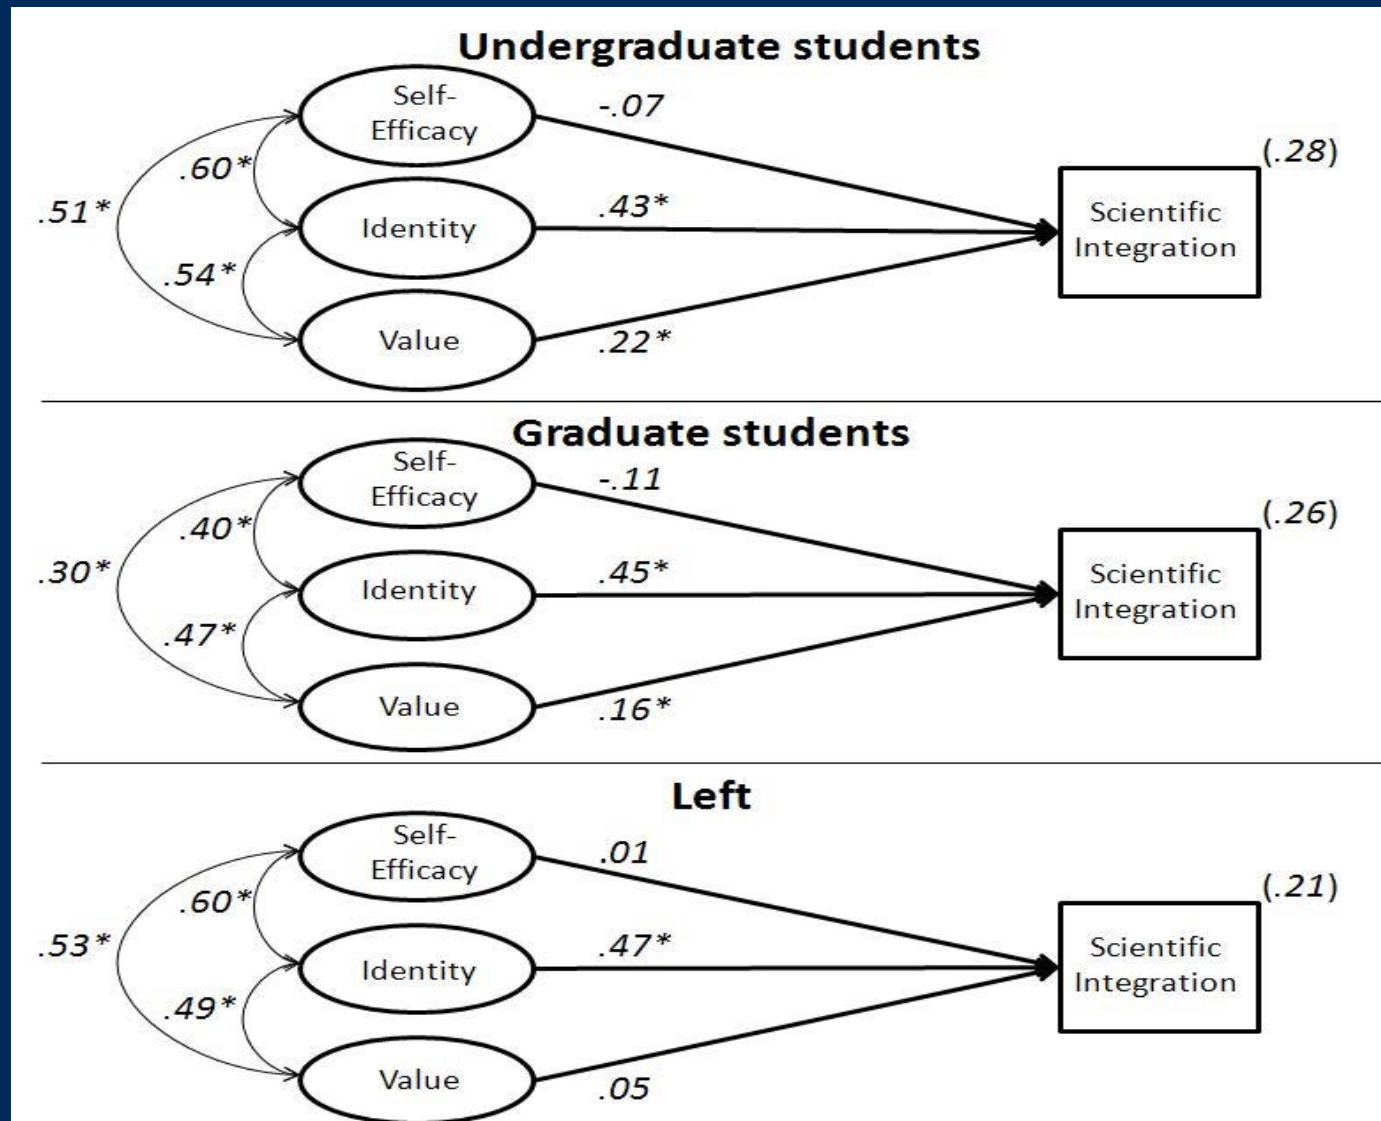 Undergraduate students
Self-
Efficacy
-.07
(.28)
.60*
.51*
Identity
.43*
Scientific
Integration
.54*
Value
.22*
Graduate students
Self-
Efficacy
-.11
(.26)
.40*
.30*
Identity
.45*
Scientific
Integration
.47*
Value
.16*
Left
Self-
Efficacy
.01
(.21)
.60*
.53*
Identity
.47*
Scientific
Integration
.49*
Value
.05